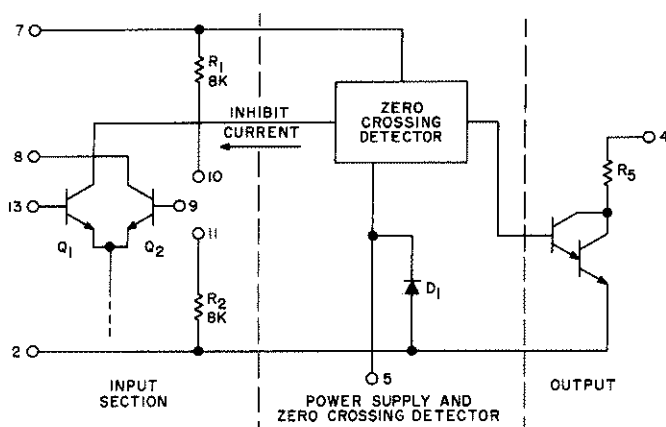 7
R1
8K
INHIBIT
CURRENT
ZERO
CROSSING
DETECTOR
4
R5
8
10
13
9
Q1
Q2
11
R2
8K
D1
2
5
INPUT
SECTION
POWER SUPPLY AND
ZERO CROSSING DETECTOR
OUTPUT